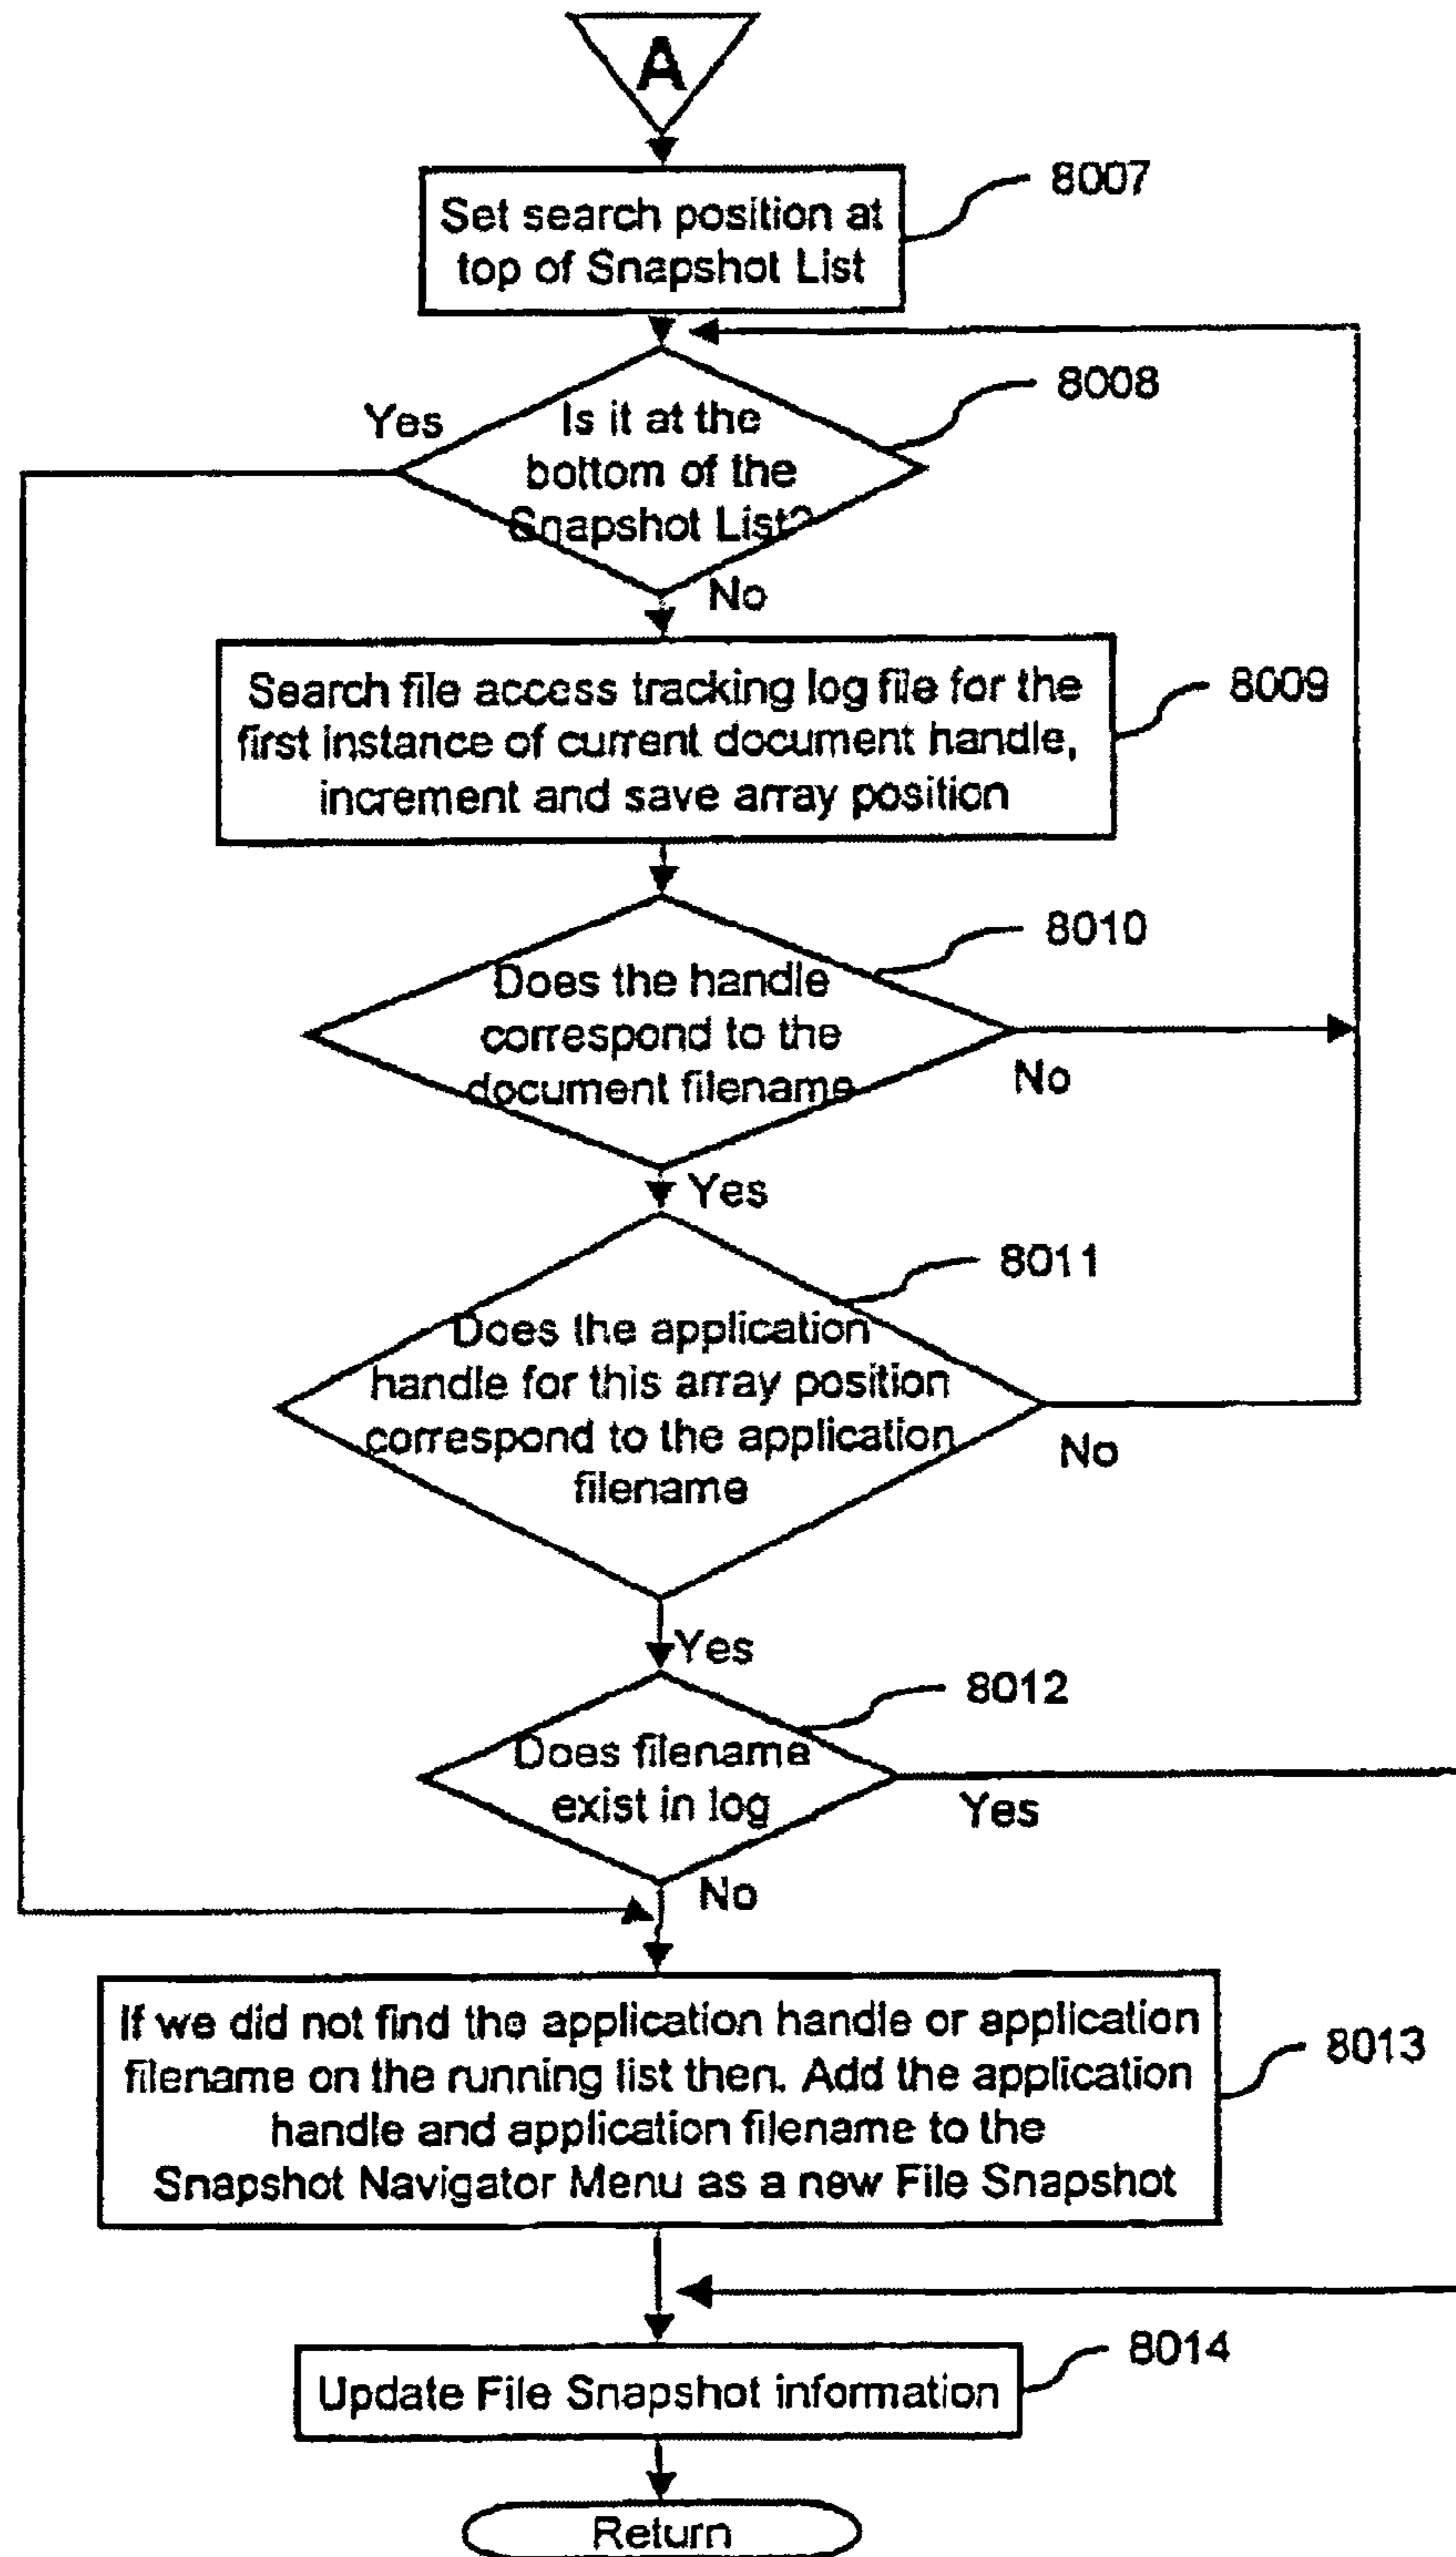 A
Set search position at
top of Snapshot List
8007
Yes
Is it at the
bottom of the
Snapshot List?
8008
No
Search file access tracking log file for the
first instance of current document handle,
increment and save array position
8009
Does the handle
correspond to the
document filename
8010
No
Yes
Does the application
handle for this array position
correspond to the application
filename
8011
No
Yes
Does filename
exist in log
8012
Yes
No
If we did not find the application handle or application
filename on the running list then. Add the application
handle and application filename to the
Snapshot Navigator Menu as a new File Snapshot
8013
Update File Snapshot information
8014
Return